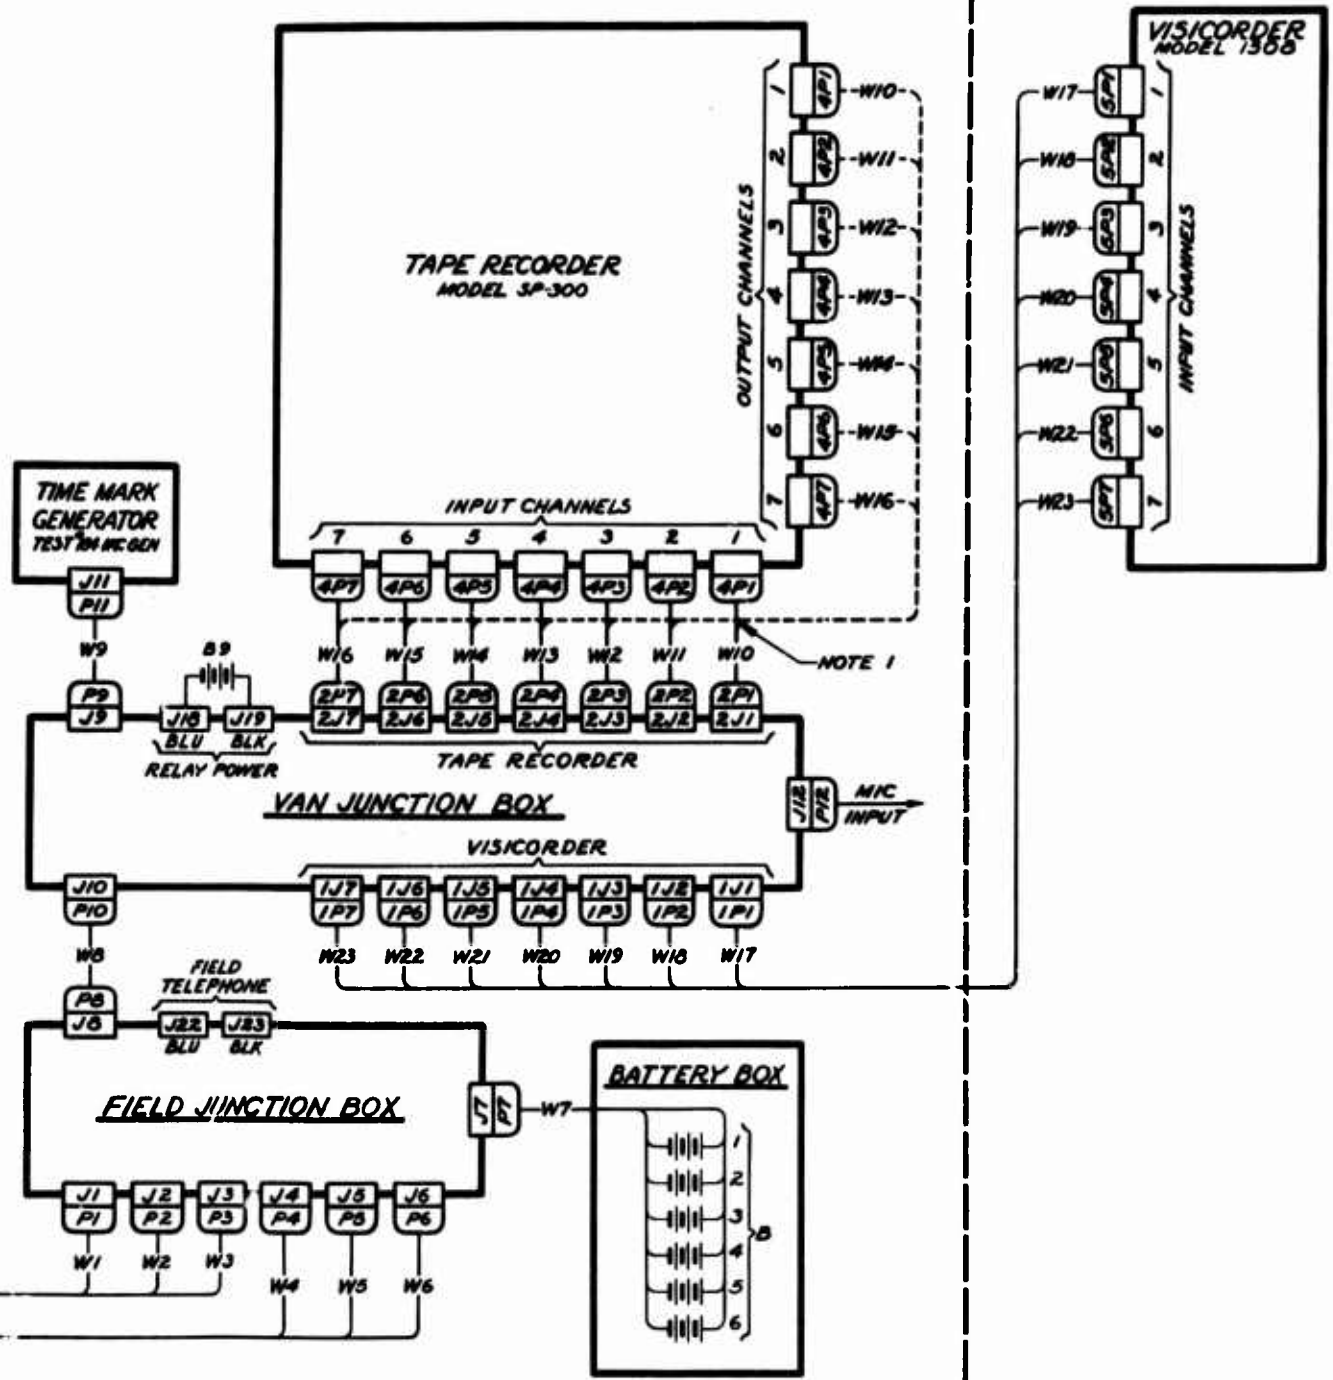 VISICORDER
MODEL 1508
TAPE RECORDER
MODEL SP-300
OUTPUT CHANNELS
1 4P1 W10
2 4P2 W11
3 4P3 W12
4 4P4 W13
5 4P5 W14
6 4P6 W15
7 4P7 W16
W17 5P1 1
W18 5P2 2
W19 5P3 3
W20 5P4 4
W21 5P5 5
W22 5P6 6
W23 5P7 7
INPUT CHANNELS
TIME MARK
GENERATOR
J11
P11
W9
P9
J9
INPUT CHANNELS
7 6 5 4 3 2 1
4P7 4P6 4P5 4P4 4P3 4P2 4P1
W16 W15 W14 W13 W12 W11 W10
NOTE 1
2P7 2P6 2P5 2P4 2P3 2P2 2P1
2J7 2J6 2J5 2J4 2J3 2J2 2J1
TAPE RECORDER
B9
J18 J19
BLU BLK
RELAY POWER
VAN JUNCTION BOX
J12 P12
MIC
INPUT
VISICORDER
1J7 1J6 1J5 1J4 1J3 1J2 1J1
1P7 1P6 1P5 1P4 1P3 1P2 1P1
W23 W22 W21 W20 W19 W18 W17
J10
P10
W8
P8
J8
FIELD
TELEPHONE
J22 J23
BLU BLK
FIELD JUNCTION BOX
J7 P7 W7
J1 J2 J3 J4 J5 J6
P1 P2 P3 P4 P5 P6
W1 W2 W3 W4 W5 W6
BATTERY BOX
1
2
3
4
5
6
B